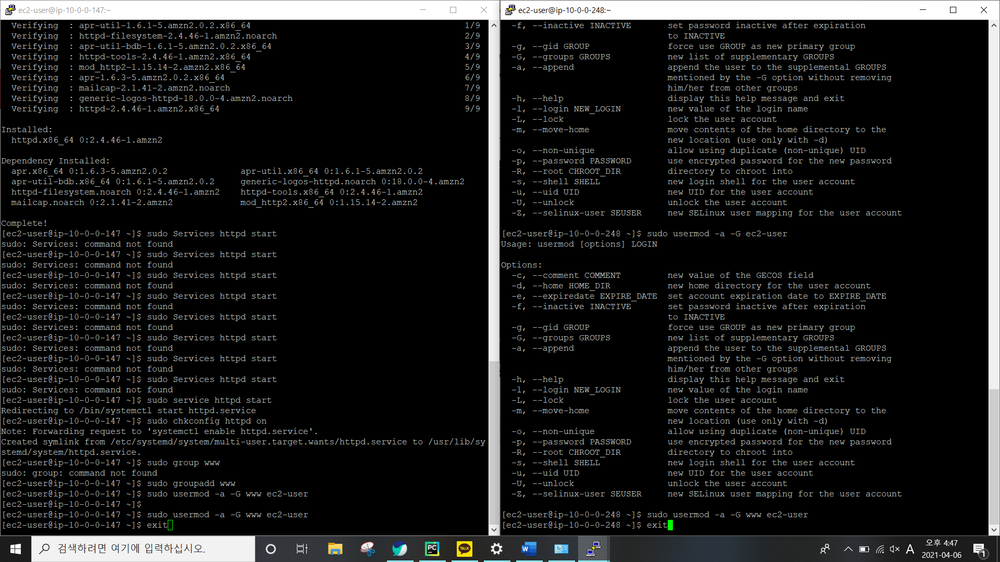 ec2-user@ip-10-0-0-147:~
  Verifying  : apr-util-1.6.1-5.amzn2.0.2.x86_64    1/9
  Verifying  : httpd-filesystem-2.4.46-1.amzn2.noarch    2/9
  Verifying  : apr-util-bdb-1.6.1-5.amzn2.0.2.x86_64    3/9
  Verifying  : httpd-tools-2.4.46-1.amzn2.x86_64    4/9
  Verifying  : mod_http2-1.15.14-2.amzn2.x86_64    5/9
  Verifying  : apr-1.6.3-5.amzn2.0.2.x86_64    6/9
  Verifying  : mailcap-2.1.41-2.amzn2.noarch    7/9
  Verifying  : generic-logos-httpd-18.0.0-4.amzn2.noarch    8/9
  Verifying  : httpd-2.4.46-1.amzn2.x86_64    9/9
Installed:
  httpd.x86_64 0:2.4.46-1.amzn2
Dependency Installed:
  apr.x86_64 0:1.6.3-5.amzn2.0.2    apr-util.x86_64 0:1.6.1-5.amzn2.0.2
  apr-util-bdb.x86_64 0:1.6.1-5.amzn2.0.2    generic-logos-httpd.noarch 0:18.0.0-4.amzn2
  httpd-filesystem.noarch 0:2.4.46-1.amzn2    httpd-tools.x86_64 0:2.4.46-1.amzn2
  mailcap.noarch 0:2.1.41-2.amzn2    mod_http2.x86_64 0:1.15.14-2.amzn2
Complete!
[ec2-user@ip-10-0-0-147 ~]$ sudo Services httpd start
sudo: Services: command not found
[ec2-user@ip-10-0-0-147 ~]$ sudo Services httpd start
sudo: Services: command not found
[ec2-user@ip-10-0-0-147 ~]$ sudo Services httpd start
sudo: Services: command not found
[ec2-user@ip-10-0-0-147 ~]$ sudo Services httpd start
sudo: Services: command not found
[ec2-user@ip-10-0-0-147 ~]$ sudo Services httpd start
sudo: Services: command not found
[ec2-user@ip-10-0-0-147 ~]$ sudo Services httpd start
sudo: Services: command not found
[ec2-user@ip-10-0-0-147 ~]$ sudo Services httpd start
sudo: Services: command not found
[ec2-user@ip-10-0-0-147 ~]$ sudo Services httpd start
sudo: Services: command not found
[ec2-user@ip-10-0-0-147 ~]$ sudo service httpd start
Redirecting to /bin/systemctl start httpd.service
[ec2-user@ip-10-0-0-147 ~]$ sudo chkconfig httpd on
Note: Forwarding request to 'systemctl enable httpd.service'.
Created symlink from /etc/systemd/system/multi-user.target.wants/httpd.service to /usr/lib/sy
stemd/system/httpd.service.
[ec2-user@ip-10-0-0-147 ~]$ sudo group www
sudo: group: command not found
[ec2-user@ip-10-0-0-147 ~]$ sudo groupadd www
[ec2-user@ip-10-0-0-147 ~]$ sudo usermod -a -G www ec2-user
[ec2-user@ip-10-0-0-147 ~]$
[ec2-user@ip-10-0-0-147 ~]$ sudo usermod -a -G www ec2-user
[ec2-user@ip-10-0-0-147 ~]$ exit
ec2-user@ip-10-0-0-248:~
  -f, --inactive INACTIVE    set password inactive after expiration
to INACTIVE
  -g, --gid GROUP    force use GROUP as new primary group
  -G, --groups GROUPS    new list of supplementary GROUPS
  -a, --append    append the user to the supplemental GROUPS
mentioned by the -G option without removing
him/her from other groups
  -h, --help    display this help message and exit
  -l, --login NEW_LOGIN    new value of the login name
  -L, --lock    lock the user account
  -m, --move-home    move contents of the home directory to the
new location (use only with -d)
  -o, --non-unique    allow using duplicate (non-unique) UID
  -p, --password PASSWORD    use encrypted password for the new password
  -R, --root CHROOT_DIR    directory to chroot into
  -s, --shell SHELL    new login shell for the user account
  -u, --uid UID    new UID for the user account
  -U, --unlock    unlock the user account
  -Z, --selinux-user SEUSER    new SELinux user mapping for the user account
[ec2-user@ip-10-0-0-248 ~]$ sudo usermod -a -G ec2-user
Usage: usermod [options] LOGIN
Options:
  -c, --comment COMMENT    new value of the GECOS field
  -d, --home HOME_DIR    new home directory for the user account
  -e, --expiredate EXPIRE_DATE    set account expiration date to EXPIRE_DATE
  -f, --inactive INACTIVE    set password inactive after expiration
to INACTIVE
  -g, --gid GROUP    force use GROUP as new primary group
  -G, --groups GROUPS    new list of supplementary GROUPS
  -a, --append    append the user to the supplemental GROUPS
mentioned by the -G option without removing
him/her from other groups
  -h, --help    display this help message and exit
  -l, --login NEW_LOGIN    new value of the login name
  -L, --lock    lock the user account
  -m, --move-home    move contents of the home directory to the
new location (use only with -d)
  -o, --non-unique    allow using duplicate (non-unique) UID
  -p, --password PASSWORD    use encrypted password for the new password
  -R, --root CHROOT_DIR    directory to chroot into
  -s, --shell SHELL    new login shell for the user account
  -u, --uid UID    new UID for the user account
  -U, --unlock    unlock the user account
  -Z, --selinux-user SEUSER    new SELinux user mapping for the user account
[ec2-user@ip-10-0-0-248 ~]$ sudo usermod -a -G www ec2-user
[ec2-user@ip-10-0-0-248 ~]$ exit
검색하려면 여기에 입력하십시오.
PC
TALK
W
A
오후 4:47
2021-04-06
1